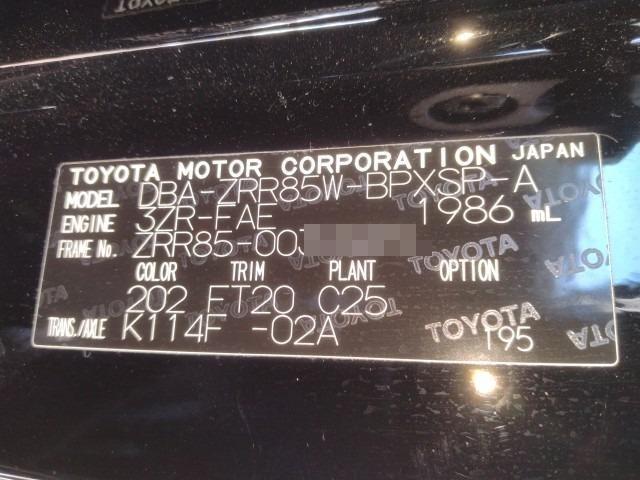 TOYOTA MOTOR CORPORATION JAPAN
MODEL DBA-ZRR85W-BPXSP-A
ENGINE 3ZR-FAE 1986 mL
FRAME No. ZRR85-00
COLOR TRIM PLANT OPTION
202 FT20 C25
TRANS./AXLE K114F -02A 195